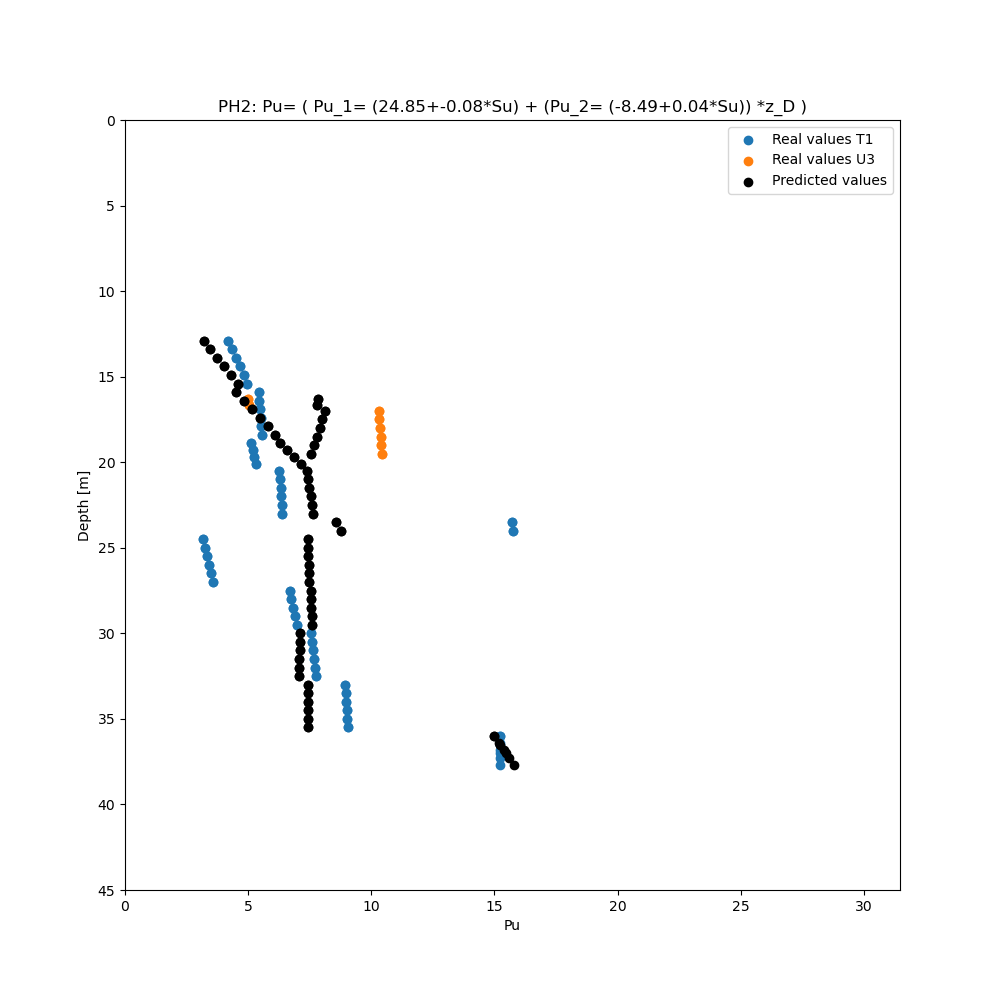 PH2: Pu= ( Pu_1= (24.85+-0.08*Su) + (Pu_2= (-8.49+0.04*Su)) *z_D )
Real values T1
Real values U3
Predicted values
0
5
10
15
20
25
30
35
40
45
Depth [m]
0 5 10 15 20 25 30
Pu